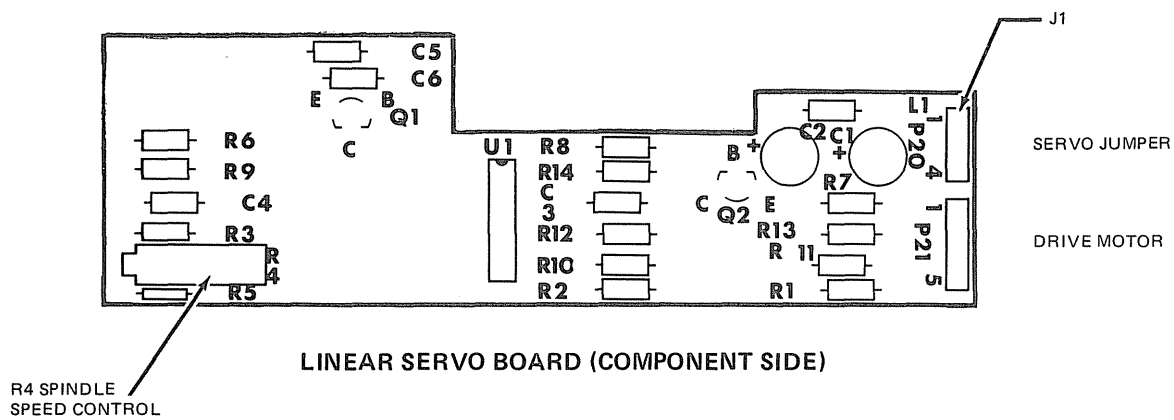 J1
C5
C6
E B
Q1
C
L1
1
P20
4
SERVO JUMPER
C2 C1
+ +
R6
R9
C4
R3
R4
R5
U1
R8
R14
C3
R12
R10
R2
B
C Q2 E
R7
R13
R 11
R1
1
P21
5
DRIVE MOTOR
LINEAR SERVO BOARD (COMPONENT SIDE)
R4 SPINDLE
SPEED CONTROL